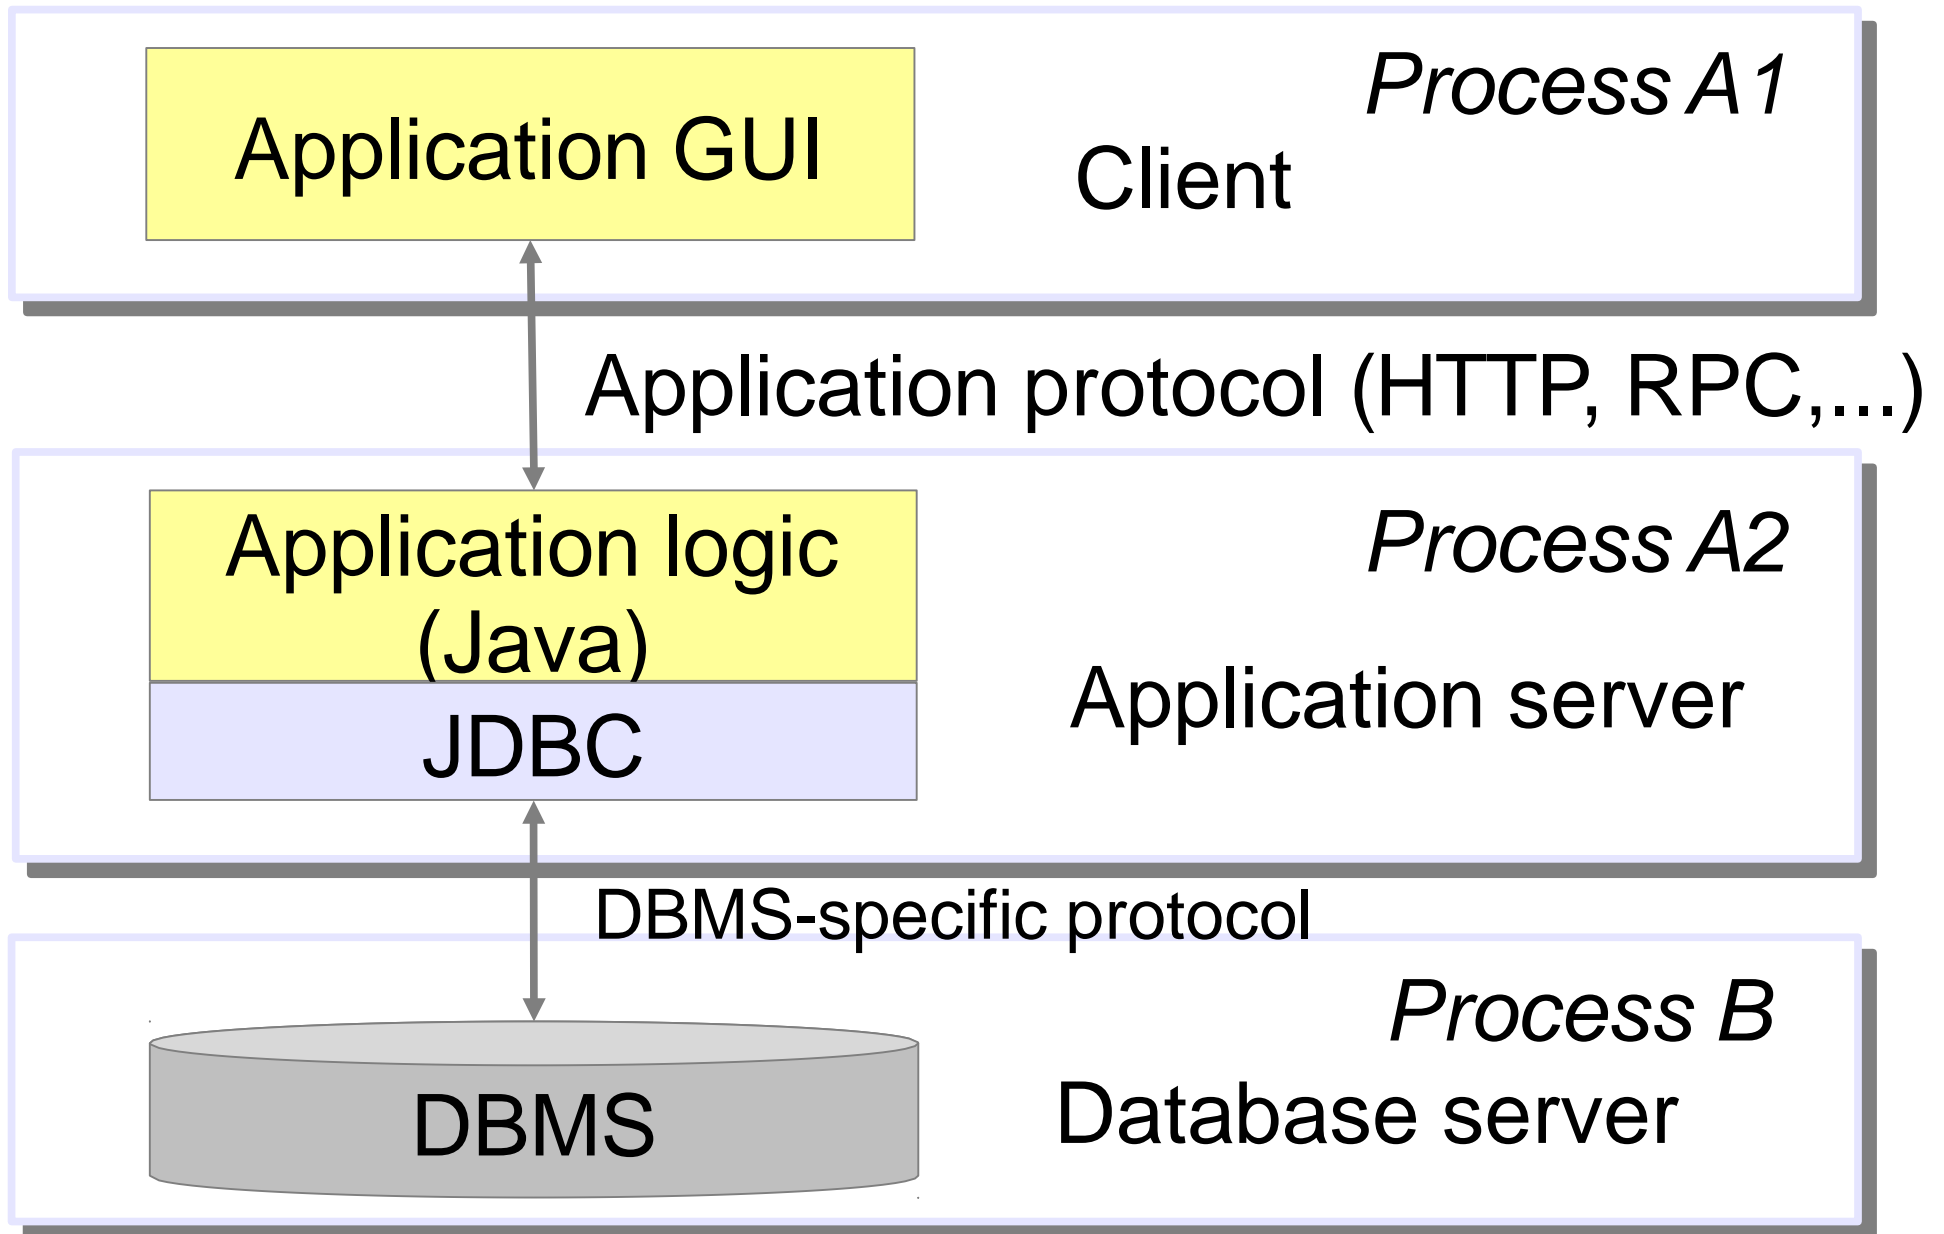 Process A1
Application GUI
Client
Application protocol (HTTP, RPC,...)
Application logic
(Java)
Process A2
JDBC
Application server
DBMS-specific protocol
Process B
DBMS
Database server